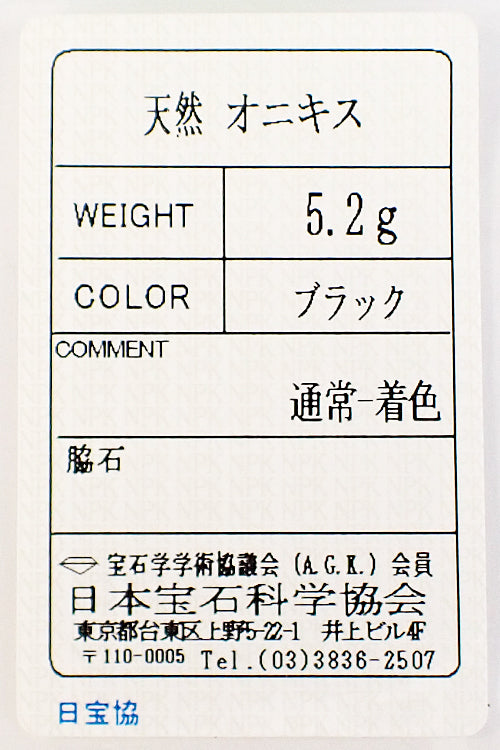 天然 オニキス
WEIGHT 5.2g
COLOR ブラック
COMMENT
通常-着色
脇石
宝石学学術協議会(A.G.K.)会員
日本宝石科学協会
東京都台東区上野5-22-1 井上ビル4F
〒110-0005 Tel.(03)3836-2507
日宝協